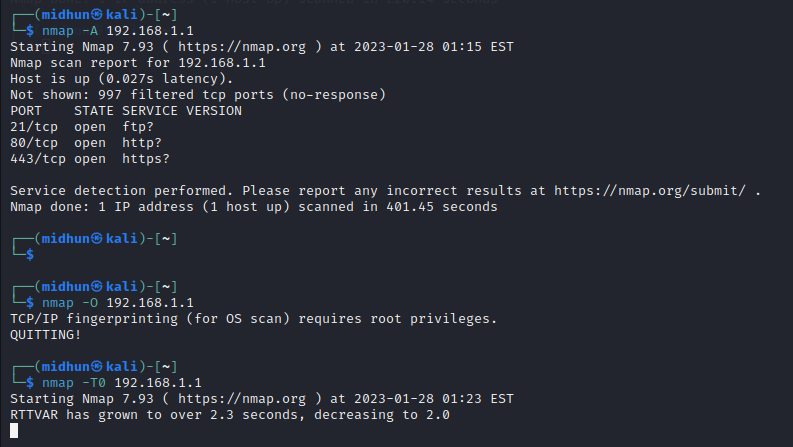 ┌──(midhun㉿kali)-[~]
└─$ nmap -A 192.168.1.1
Starting Nmap 7.93 ( https://nmap.org ) at 2023-01-28 01:15 EST
Nmap scan report for 192.168.1.1
Host is up (0.027s latency).
Not shown: 997 filtered tcp ports (no-response)
PORT    STATE SERVICE VERSION
21/tcp  open  ftp?
80/tcp  open  http?
443/tcp open  https?
Service detection performed. Please report any incorrect results at https://nmap.org/submit/ .
Nmap done: 1 IP address (1 host up) scanned in 401.45 seconds
┌──(midhun㉿kali)-[~]
└─$
┌──(midhun㉿kali)-[~]
└─$ nmap -O 192.168.1.1
TCP/IP fingerprinting (for OS scan) requires root privileges.
QUITTING!
┌──(midhun㉿kali)-[~]
└─$ nmap -T0 192.168.1.1
Starting Nmap 7.93 ( https://nmap.org ) at 2023-01-28 01:23 EST
RTTVAR has grown to over 2.3 seconds, decreasing to 2.0